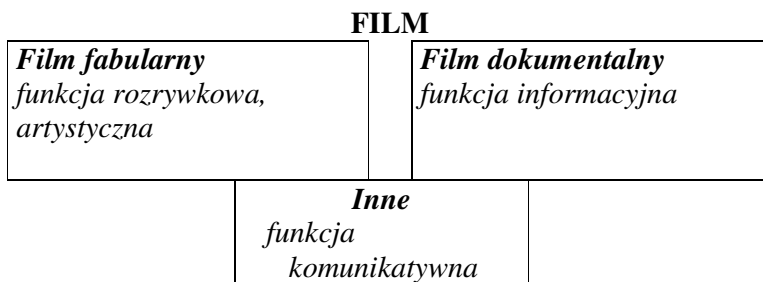 FILM
Film fabularny
funkcja rozrywkowa,
artystyczna
Film dokumentalny
funkcja informacyjna
Inne
funkcja
komunikatywna